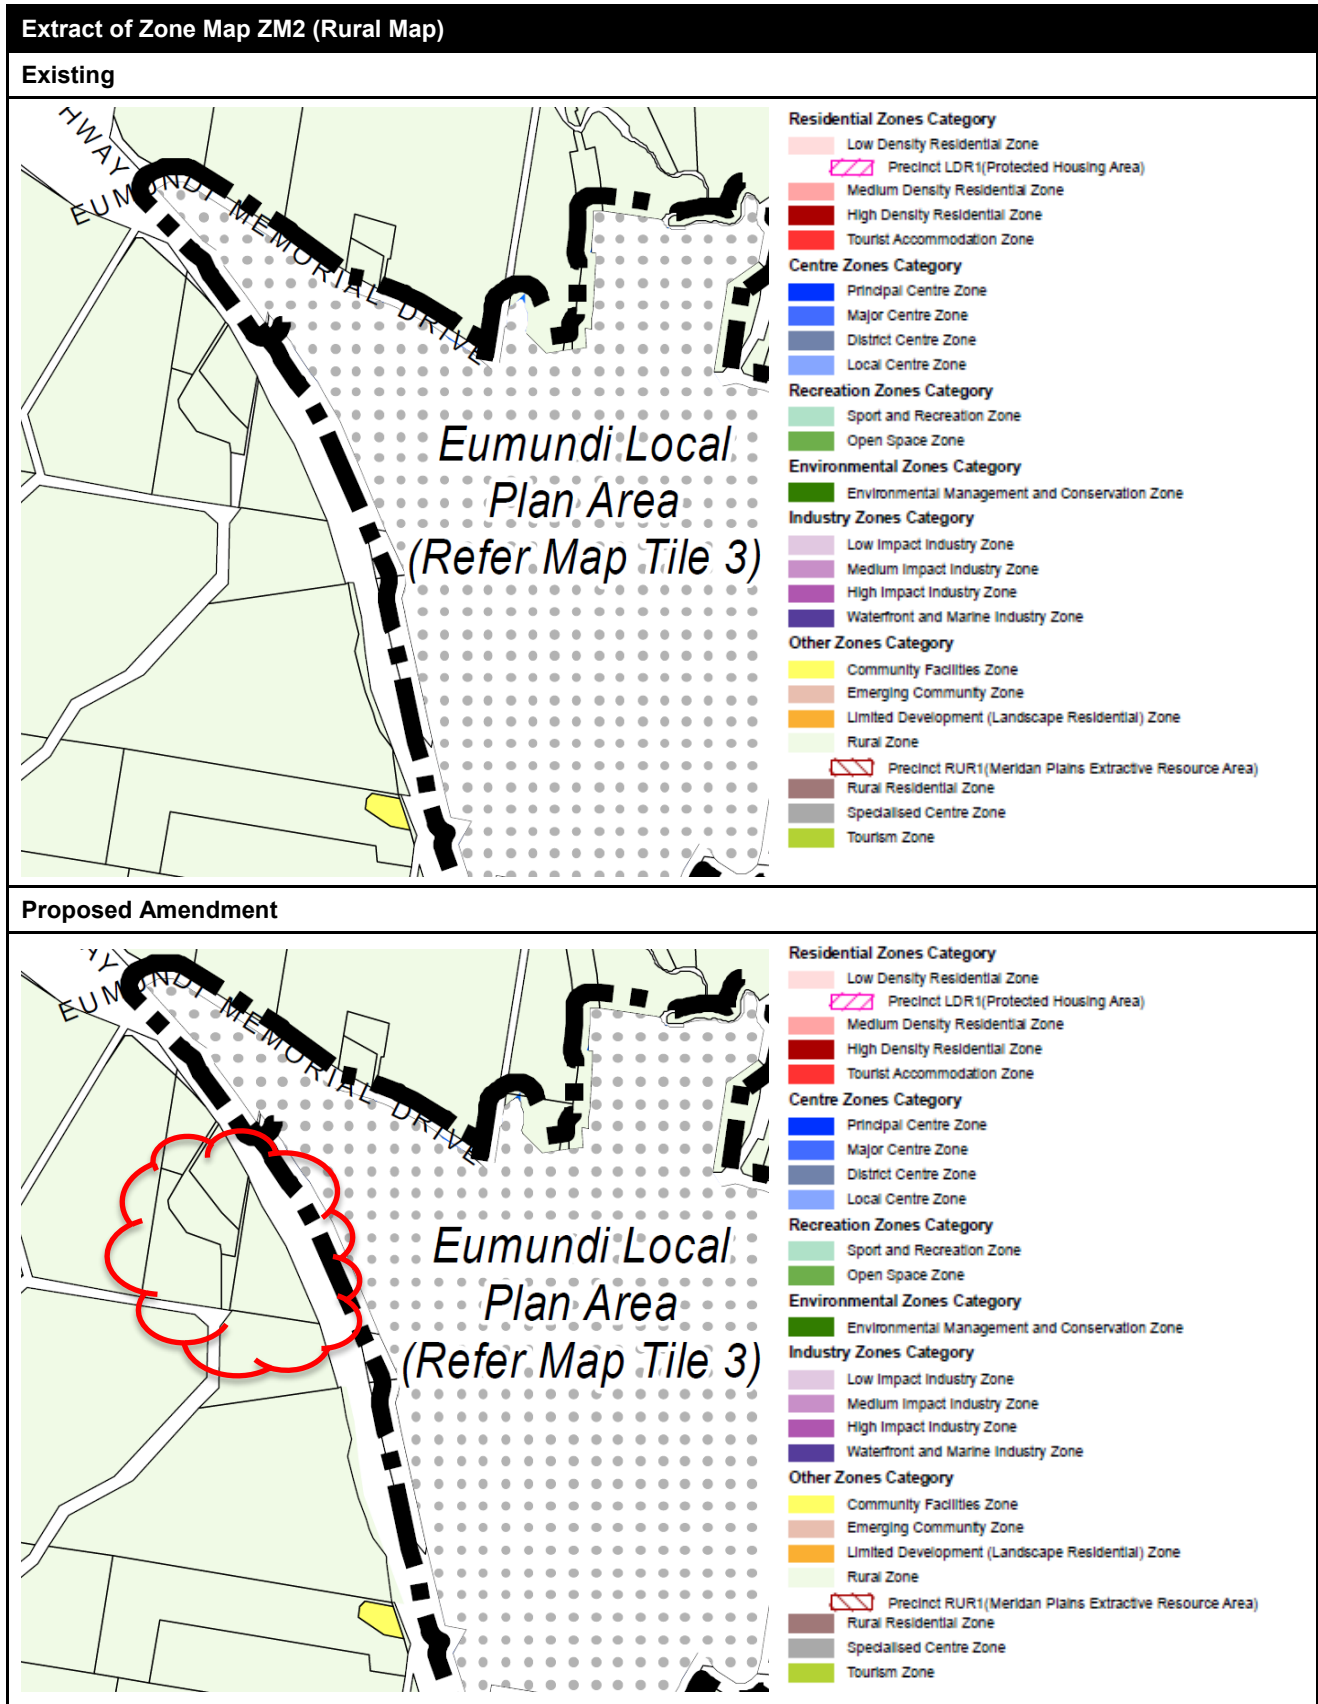 Extract of Zone Map ZM2 (Rural Map)
Existing
HWAY
EUMUNDI MEMORIAL DRIVE
Eumundi Local
Plan Area
(Refer Map Tile 3)
Residential Zones Category
Low Density Residential Zone
Precinct LDR1(Protected Housing Area)
Medium Density Residential Zone
High Density Residential Zone
Tourist Accommodation Zone
Centre Zones Category
Principal Centre Zone
Major Centre Zone
District Centre Zone
Local Centre Zone
Recreation Zones Category
Sport and Recreation Zone
Open Space Zone
Environmental Zones Category
Environmental Management and Conservation Zone
Industry Zones Category
Low Impact Industry Zone
Medium Impact Industry Zone
High Impact Industry Zone
Waterfront and Marine Industry Zone
Other Zones Category
Community Facilities Zone
Emerging Community Zone
Limited Development (Landscape Residential) Zone
Rural Zone
Precinct RUR1(Meridan Plains Extractive Resource Area)
Rural Residential Zone
Specialised Centre Zone
Tourism Zone
Proposed Amendment
AY
EUMUNDI MEMORIAL DRIVE
Eumundi Local
Plan Area
(Refer Map Tile 3)
Residential Zones Category
Low Density Residential Zone
Precinct LDR1(Protected Housing Area)
Medium Density Residential Zone
High Density Residential Zone
Tourist Accommodation Zone
Centre Zones Category
Principal Centre Zone
Major Centre Zone
District Centre Zone
Local Centre Zone
Recreation Zones Category
Sport and Recreation Zone
Open Space Zone
Environmental Zones Category
Environmental Management and Conservation Zone
Industry Zones Category
Low Impact Industry Zone
Medium Impact Industry Zone
High Impact Industry Zone
Waterfront and Marine Industry Zone
Other Zones Category
Community Facilities Zone
Emerging Community Zone
Limited Development (Landscape Residential) Zone
Rural Zone
Precinct RUR1(Meridan Plains Extractive Resource Area)
Rural Residential Zone
Specialised Centre Zone
Tourism Zone